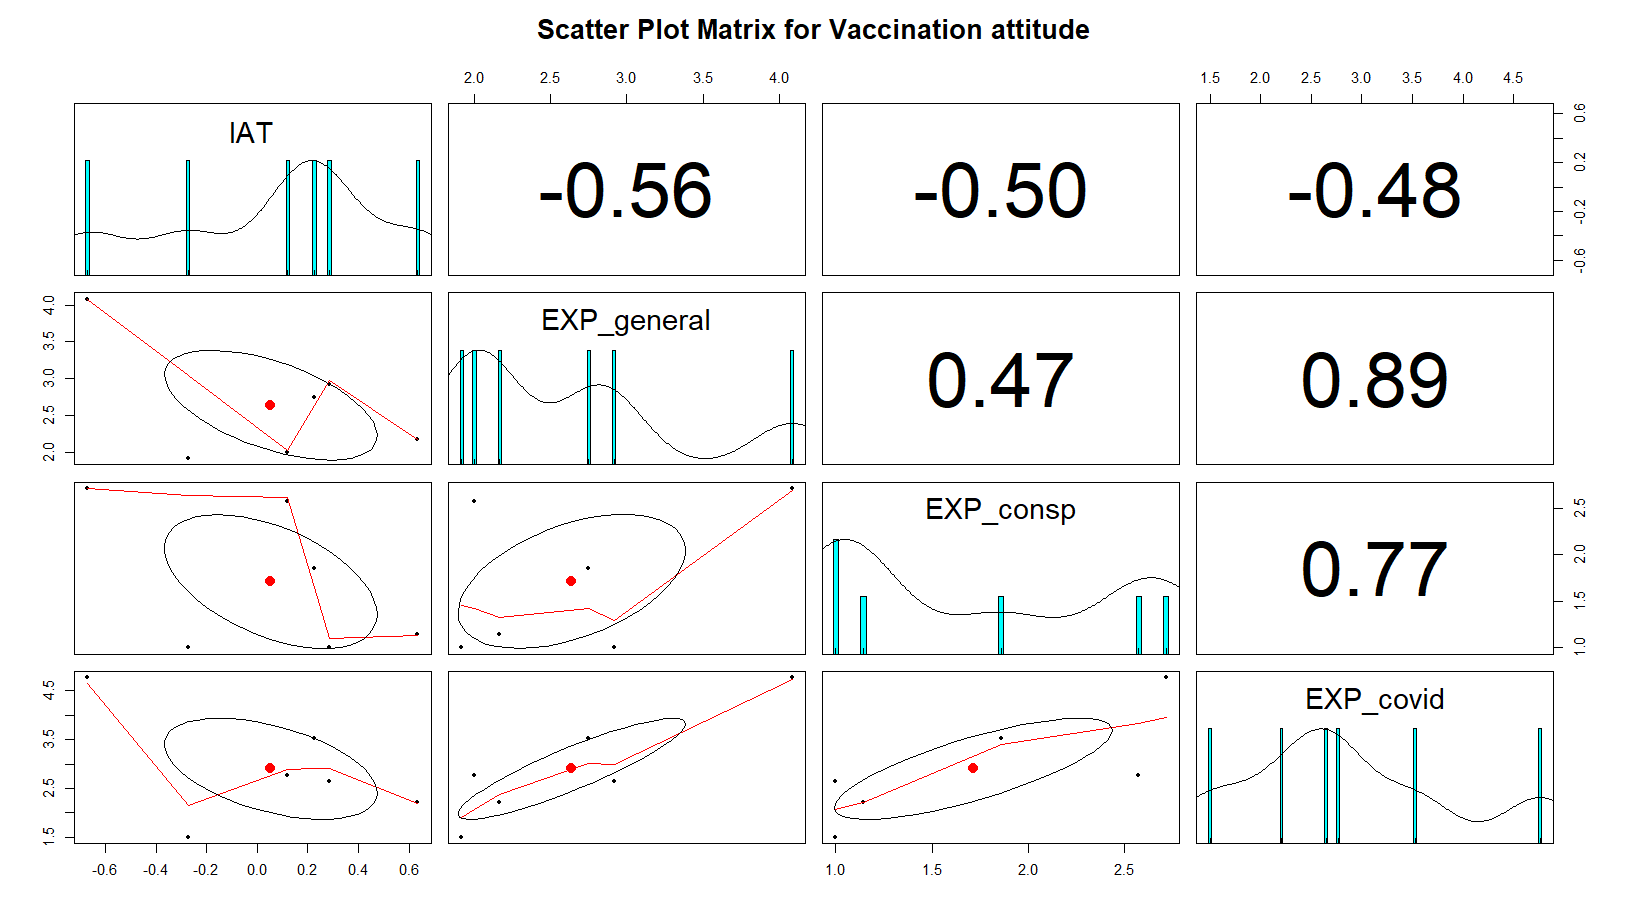 Scatter Plot Matrix for Vaccination attitude
2.0 2.5 3.0 3.5 4.0
1.5 2.0 2.5 3.0 3.5 4.0 4.5
IAT
-0.56
-0.50
-0.48
0.6
0.2
-0.2
-0.6
4.0
3.5
3.0
2.5
2.0
EXP_general
0.47
0.89
EXP_consp
0.77
2.5
2.0
1.5
1.0
4.5
3.5
2.5
1.5
EXP_covid
-0.6 -0.4 -0.2 0.0 0.2 0.4 0.6
1.0 1.5 2.0 2.5